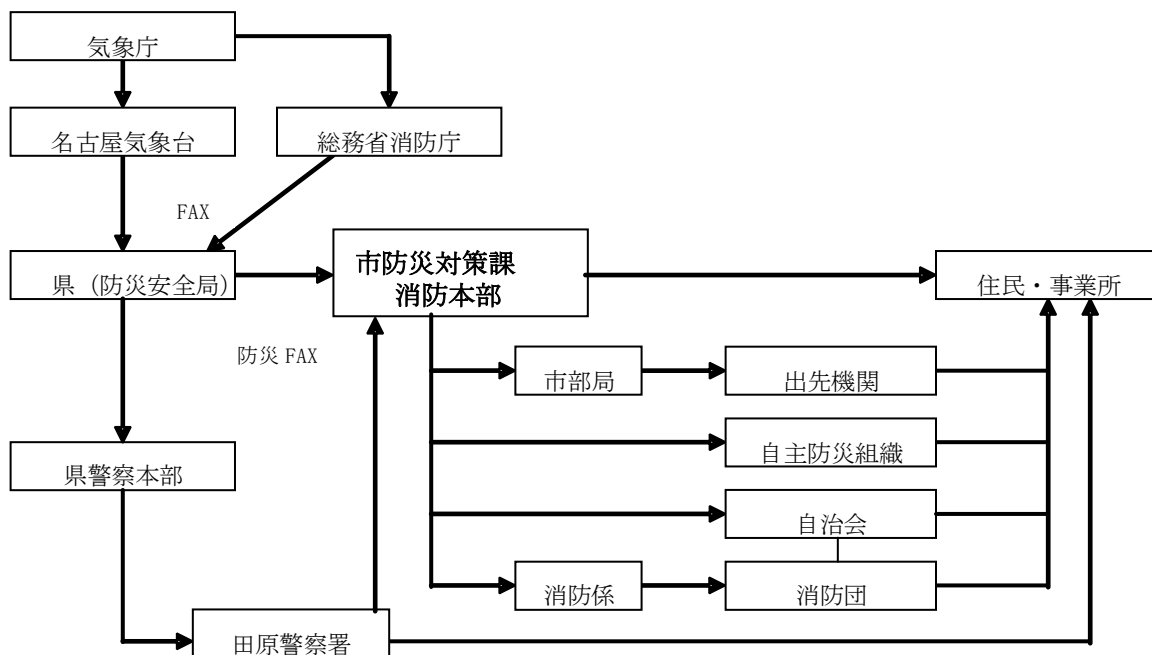 気象庁
名古屋気象台
総務省消防庁
FAX
県（防災安全局）
市防災対策課
消防本部
住民・事業所
防災 FAX
市部局
出先機関
自主防災組織
県警察本部
自治会
消防係
消防団
田原警察署